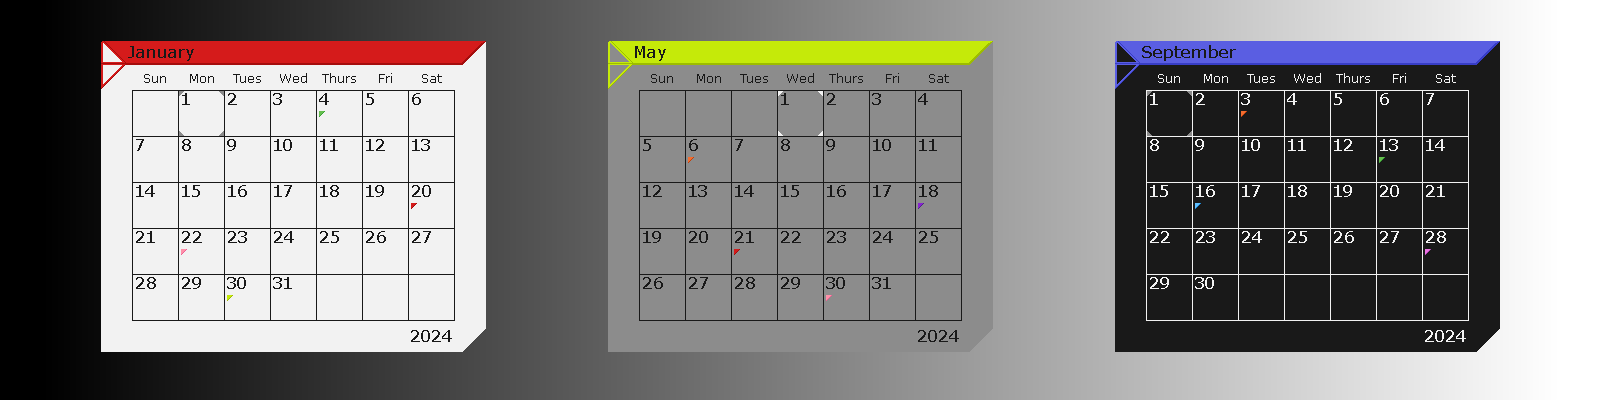 January
Sun Mon Tues Wed Thurs Fri Sat
1 2 3 4 5 6
7 8 9 10 11 12 13
14 15 16 17 18 19 20
21 22 23 24 25 26 27
28 29 30 31
2024
May
Sun Mon Tues Wed Thurs Fri Sat
1 2 3 4
5 6 7 8 9 10 11
12 13 14 15 16 17 18
19 20 21 22 23 24 25
26 27 28 29 30 31
2024
September
Sun Mon Tues Wed Thurs Fri Sat
1 2 3 4 5 6 7
8 9 10 11 12 13 14
15 16 17 18 19 20 21
22 23 24 25 26 27 28
29 30
2024